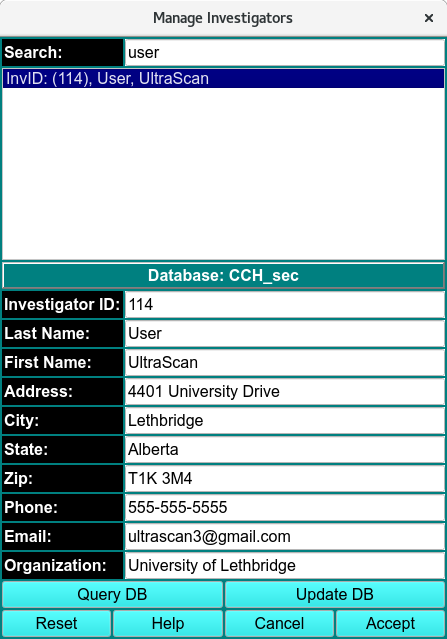 Manage Investigators ×
Search: user
InvID: (114), User, UltraScan
Database: CCH_sec
Investigator ID: 114
Last Name: User
First Name: UltraScan
Address: 4401 University Drive
City: Lethbridge
State: Alberta
Zip: T1K 3M4
Phone: 555-555-5555
Email: ultrascan3@gmail.com
Organization: University of Lethbridge
Query DB Update DB
Reset Help Cancel Accept